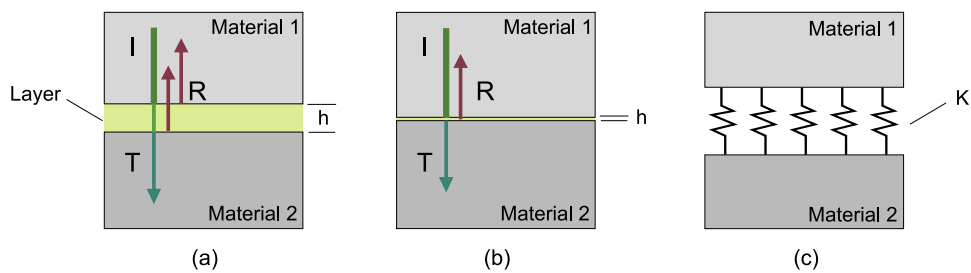 Material 1
I
R
Layer
h
T
Material 2
(a)
Material 1
I
R
h
T
Material 2
(b)
Material 1
K
Material 2
(c)